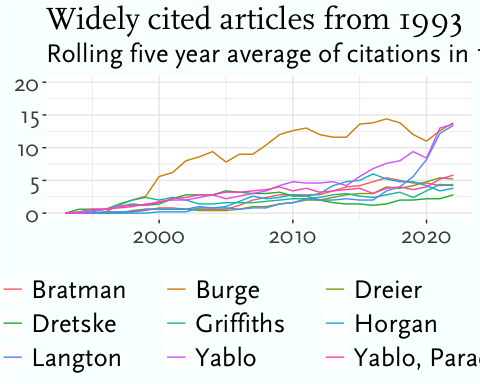 Widely cited articles from 1993
Rolling five year average of citations in
20
15
10
5
0
2000 2010 2020
Bratman Burge Dreier
Dretske Griffiths Horgan
Langton Yablo Yablo,